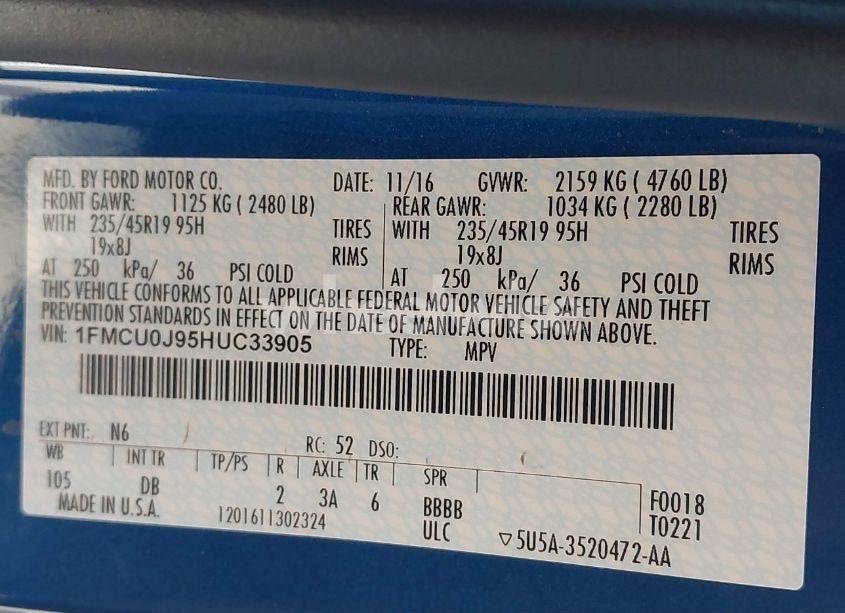 MFD. BY FORD MOTOR CO. DATE: 11/16 GVWR: 2159 KG ( 4760 LB)
FRONT GAWR: 1125 KG ( 2480 LB) REAR GAWR: 1034 KG ( 2280 LB)
WITH 235/45R19 95H TIRES WITH 235/45R19 95H TIRES
19x8J RIMS 19x8J RIMS
AT 250 kPa/ 36 PSI COLD AT 250 kPa/ 36 PSI COLD
THIS VEHICLE CONFORMS TO ALL APPLICABLE FEDERAL MOTOR VEHICLE SAFETY AND THEFT
PREVENTION STANDARDS IN EFFECT ON THE DATE OF MANUFACTURE SHOWN ABOVE.
VIN: 1FMCU0J95HUC33905 TYPE: MPV
EXT PNT: N6 RC: 52 DSO:
WB INT TR TP/PS R AXLE TR SPR
105 DB 2 3A 6 BBBB F0018
MADE IN U.S.A. 1201611302324 ULC T0221
▽5U5A-3520472-AA